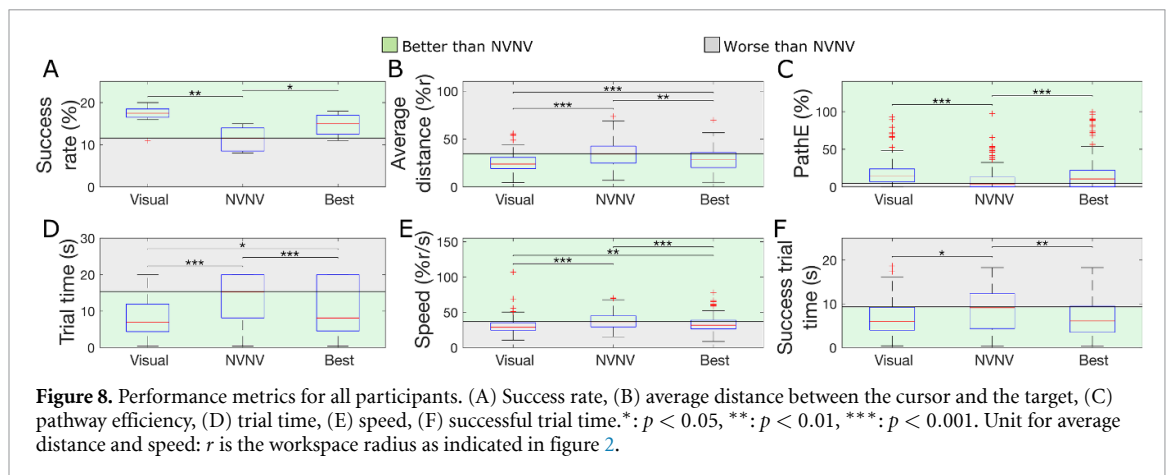 Better than NVNV
Worse than NVNV
A
Success
rate (%)
20
10
0
**
*
Visual
NVNV
Best
B
Average
distance (%r)
100
50
0
***
***
**
Visual
NVNV
Best
C
PathE (%)
100
50
0
***
***
Visual
NVNV
Best
D
Trial time (s)
30
20
10
0
*
***
***
Visual
NVNV
Best
E
Speed (%r/s)
150
100
50
0
***
**
***
Visual
NVNV
Best
F
Success trial
time (s)
20
10
0
*
**
Visual
NVNV
Best
Figure 8. Performance metrics for all participants. (A) Success rate, (B) average distance between the cursor and the target, (C)
pathway efficiency, (D) trial time, (E) speed, (F) successful trial time.*: p < 0.05, **: p < 0.01, ***: p < 0.001. Unit for average
distance and speed: r is the workspace radius as indicated in figure 2.